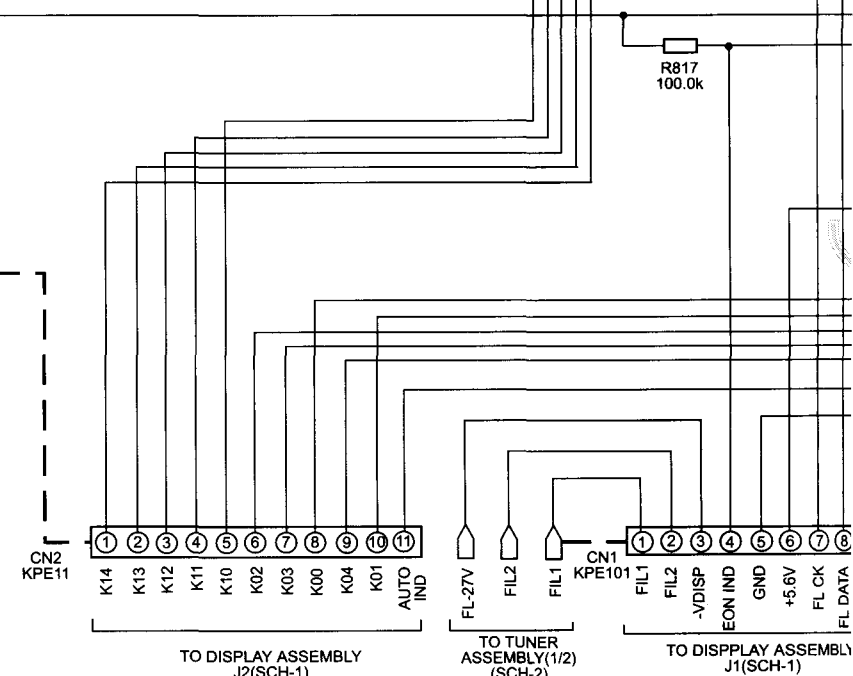 R817
100.0k
1 2 3 4 5 6 7 8 9 10 11
1 2 3 4 5 6 7 8
CN2
KPE11
CN1
KPE101
K14
K13
K12
K11
K10
K02
K03
K00
K04
K01
AUTO
IND
FL-27V
FIL2
FIL1
FIL1
FIL2
-VDISP
EON IND
GND
+5.6V
FL CK
FL DATA
TO DISPLAY ASSEMBLY
J2(SCH-1)
TO TUNER
ASSEMBLY(1/2)
(SCH-2)
TO DISPPLAY ASSEMBLY
J1(SCH-1)